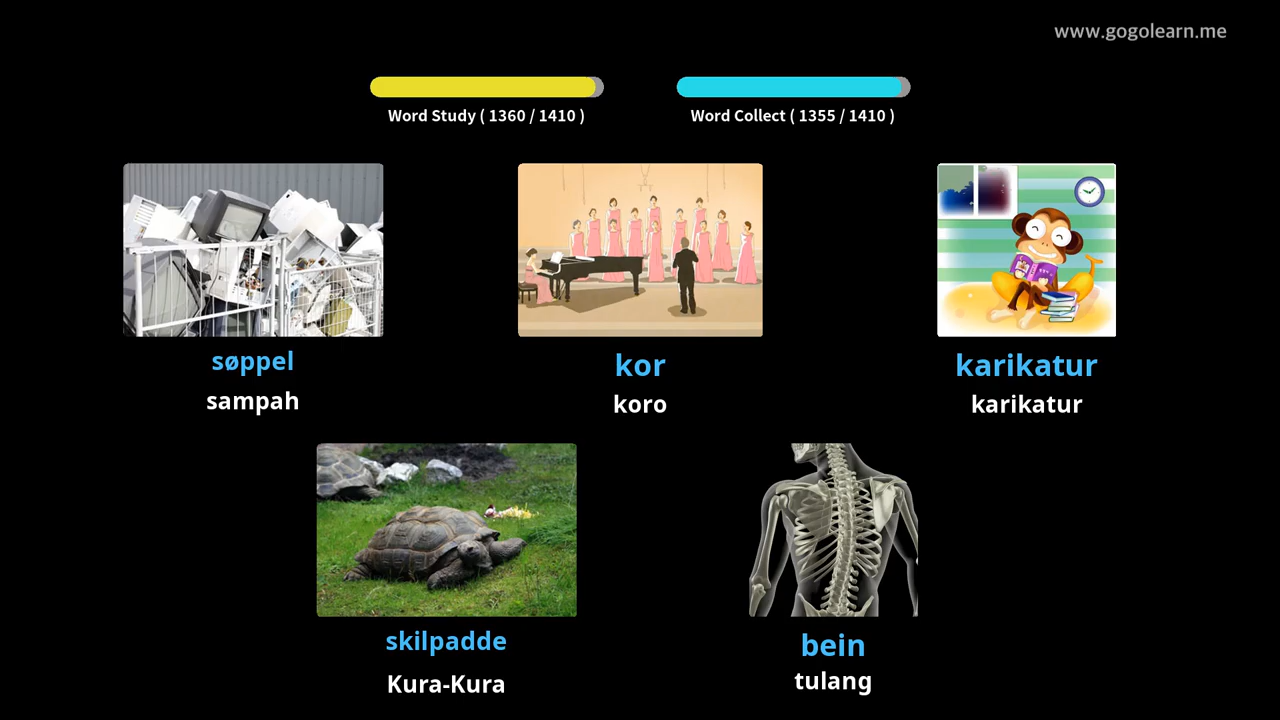 www.gogolearn.me
Word Study ( 1360 / 1410 )
Word Collect ( 1355 / 1410 )
søppel
sampah
kor
koro
karikatur
karikatur
skilpadde
Kura-Kura
bein
tulang